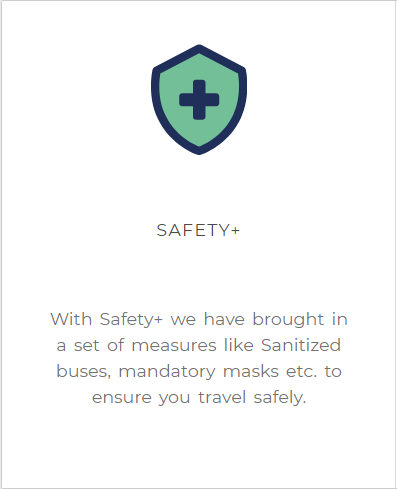 SAFETY+
With Safety+ we have brought in
a set of measures like Sanitized
buses, mandatory masks etc. to
ensure you travel safely.